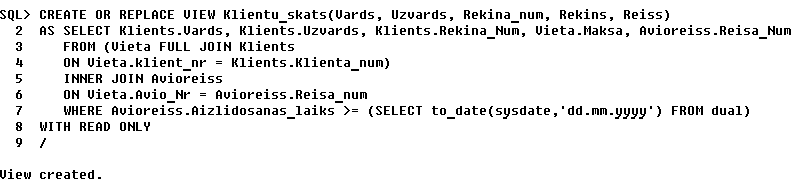 SQL> CREATE OR REPLACE VIEW Klientu_skats(Vards, Uzvards, Rekina_num, Rekins, Reiss)
2 AS SELECT Klients.Vards, Klients.Uzvards, Klients.Rekina_Num, Vieta.Maksa, Avioreiss.Reisa_Num
3 FROM (Vieta FULL JOIN Klients
4 ON Vieta.klient_nr = Klients.Klienta_num)
5 INNER JOIN Avioreiss
6 ON Vieta.Avio_Nr = Avioreiss.Reisa_num
7 WHERE Avioreiss.Aizlidosanas_laiks >= (SELECT to_date(sysdate,'dd.mm.yyyy') FROM dual)
8 WITH READ ONLY
9 /
View created.